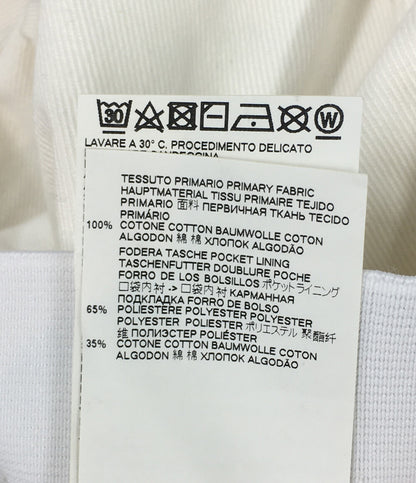 30
W
LAVARE A 30° C, PROCEDIMENTO DELICATO
TESSUTO PRIMARIO PRIMARY FABRIC
HAUPTMATERIAL TISSU PRIMAIRE TEJIDO
PRIMARIO 面料 ПЕРВИЧНАЯ ТКАНЬ TECIDO
PRIMÁRIO
100% COTONE COTTON BAUMWOLLE COTON
ALGODON 綿 棉 ХЛОПОК ALGODÃO
FODERA TASCHE POCKET LINING
TASCHENFUTTER DOUBLURE POCHE
FORRO DE LOS BOLSILLOS ポケットライニング
口袋内衬 -> 口袋内衬 КАРМАННАЯ
ПОДКЛАДКА FORRO DE BOLSO
65% POLIESTERE POLYESTER POLYESTER
POLYESTER POLIESTER ポリエステル 聚酯纤
维 ПОЛИЭСТЕР POLIÉSTER
35% COTONE COTTON BAUMWOLLE COTON
ALGODON 綿 棉 ХЛОПОК ALGODÃO